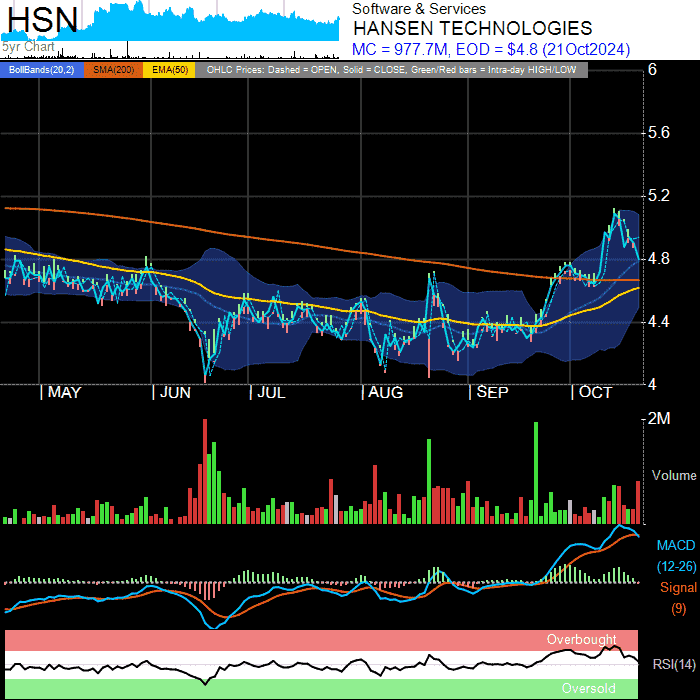 HSN
5yr Chart
Software & Services
HANSEN TECHNOLOGIES
MC = 977.7M, EOD = $4.8 (21Oct2024)
BollBands(20,2) SMA(200) EMA(50) OHLC Prices: Dashed = OPEN, Solid = CLOSE, Green/Red bars = Intra-day HIGH/LOW
6
5.6
5.2
4.8
4.4
4
MAY JUN JUL AUG SEP OCT
2M
Volume
MACD
(12-26)
Signal
(9)
Overbought
RSI(14)
Oversold